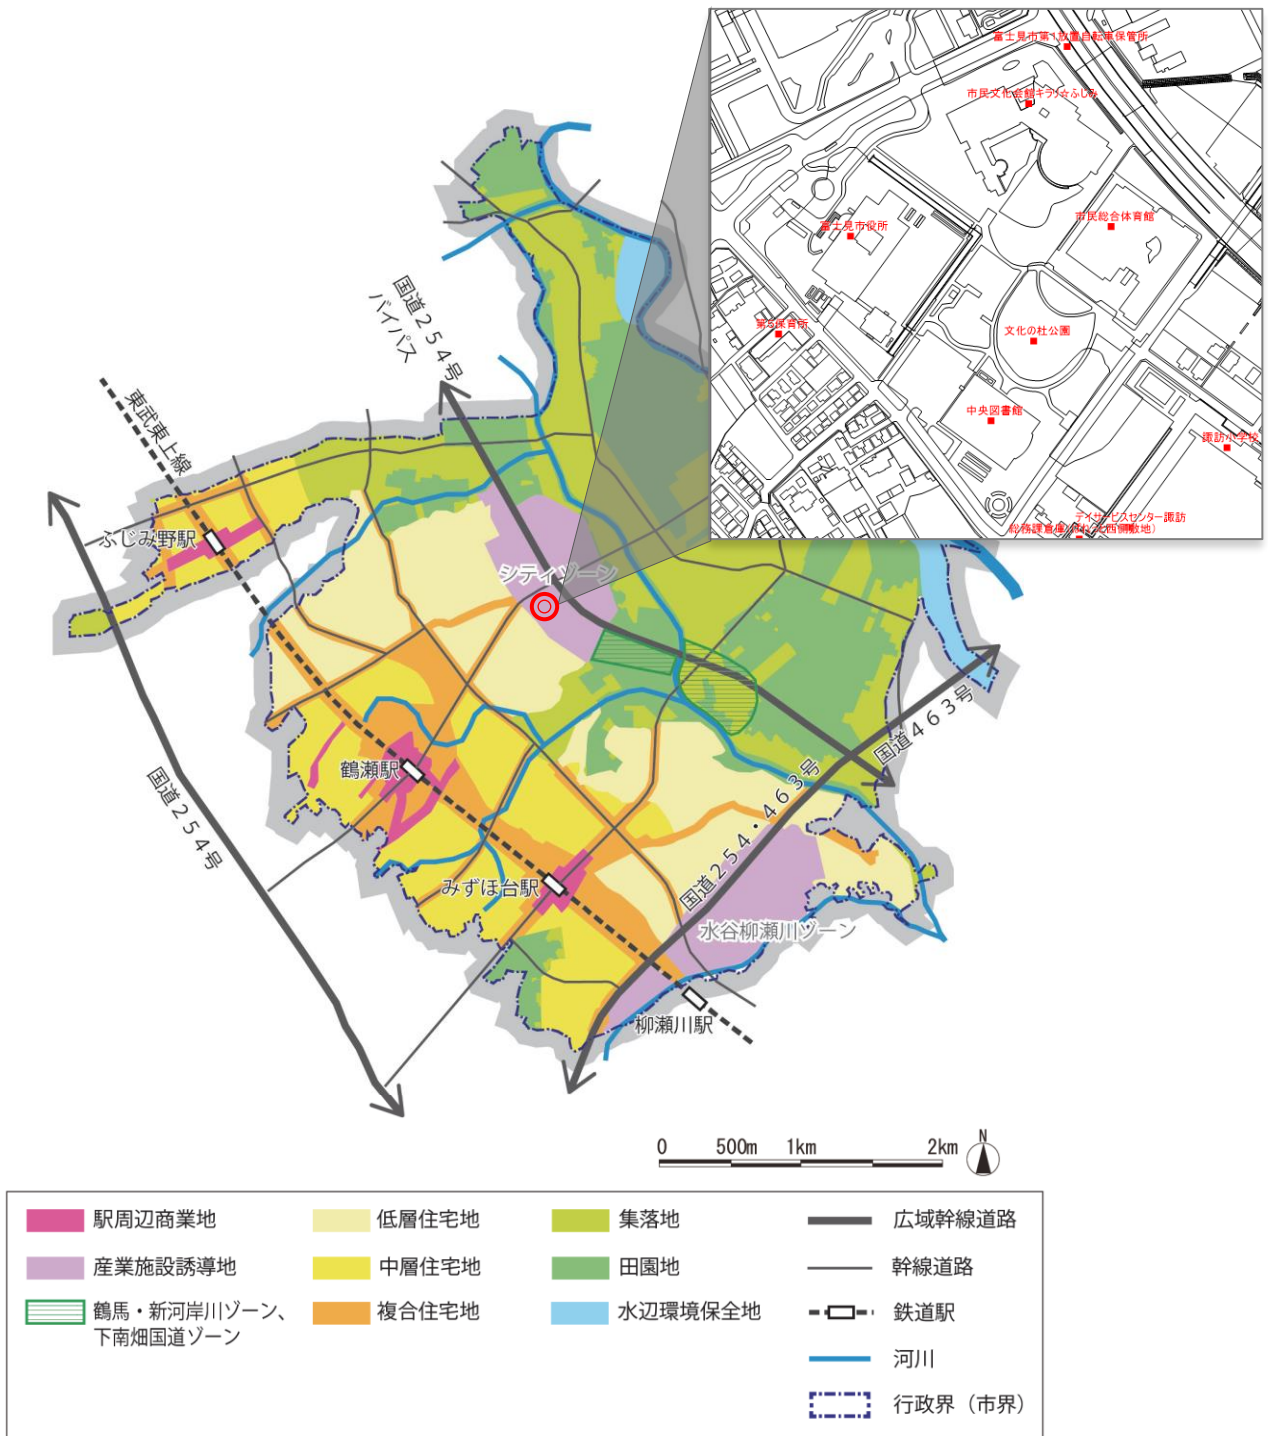 富士見市第1放置自転車保管所
市民文化会館キラリ☆ふじみ
市民総合体育館
富士見市役所
第5保育所
文化の杜公園
中央図書館
諏訪小学校
デイサービスセンター諏訪
国道254号
バイパス
東武東上線
ふじみ野駅
シティゾーン
国道463号
鶴瀬駅
国道254号
国道254・463号
みずほ台駅
水谷柳瀬川ゾーン
柳瀬川駅
0 500m 1km 2km
N
駅周辺商業地
低層住宅地
集落地
広域幹線道路
産業施設誘導地
中層住宅地
田園地
幹線道路
鶴馬・新河岸川ゾーン、
下南畑国道ゾーン
複合住宅地
水辺環境保全地
鉄道駅
河川
行政界（市界）